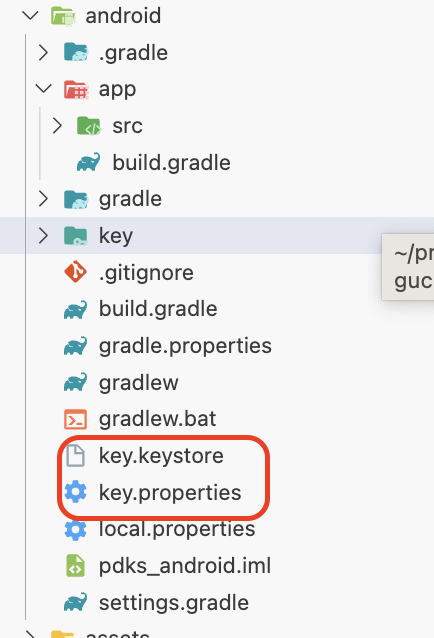 android
.gradle
app
src
build.gradle
gradle
key
~/pr
guc
.gitignore
build.gradle
gradle.properties
gradlew
gradlew.bat
key.keystore
key.properties
local.properties
pdks_android.iml
settings.gradle
assets